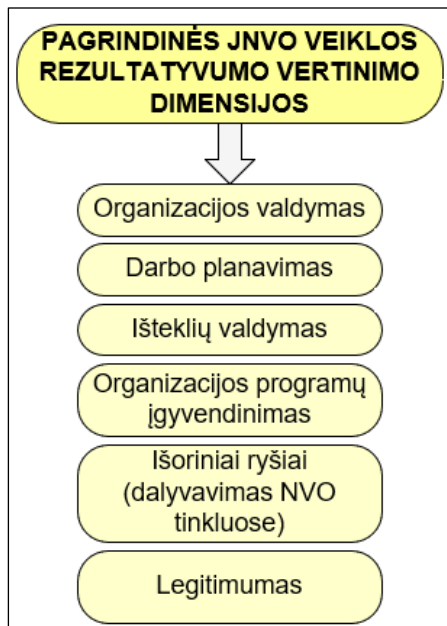 PAGRINDINĖS JNVO VEIKLOS
REZULTATYVUMO VERTINIMO
DIMENSIJOS
Organizacijos valdymas
Darbo planavimas
Išteklių valdymas
Organizacijos programų
įgyvendinimas
Išoriniai ryšiai
(dalyvavimas NVO
tinkluose)
Legitimumas